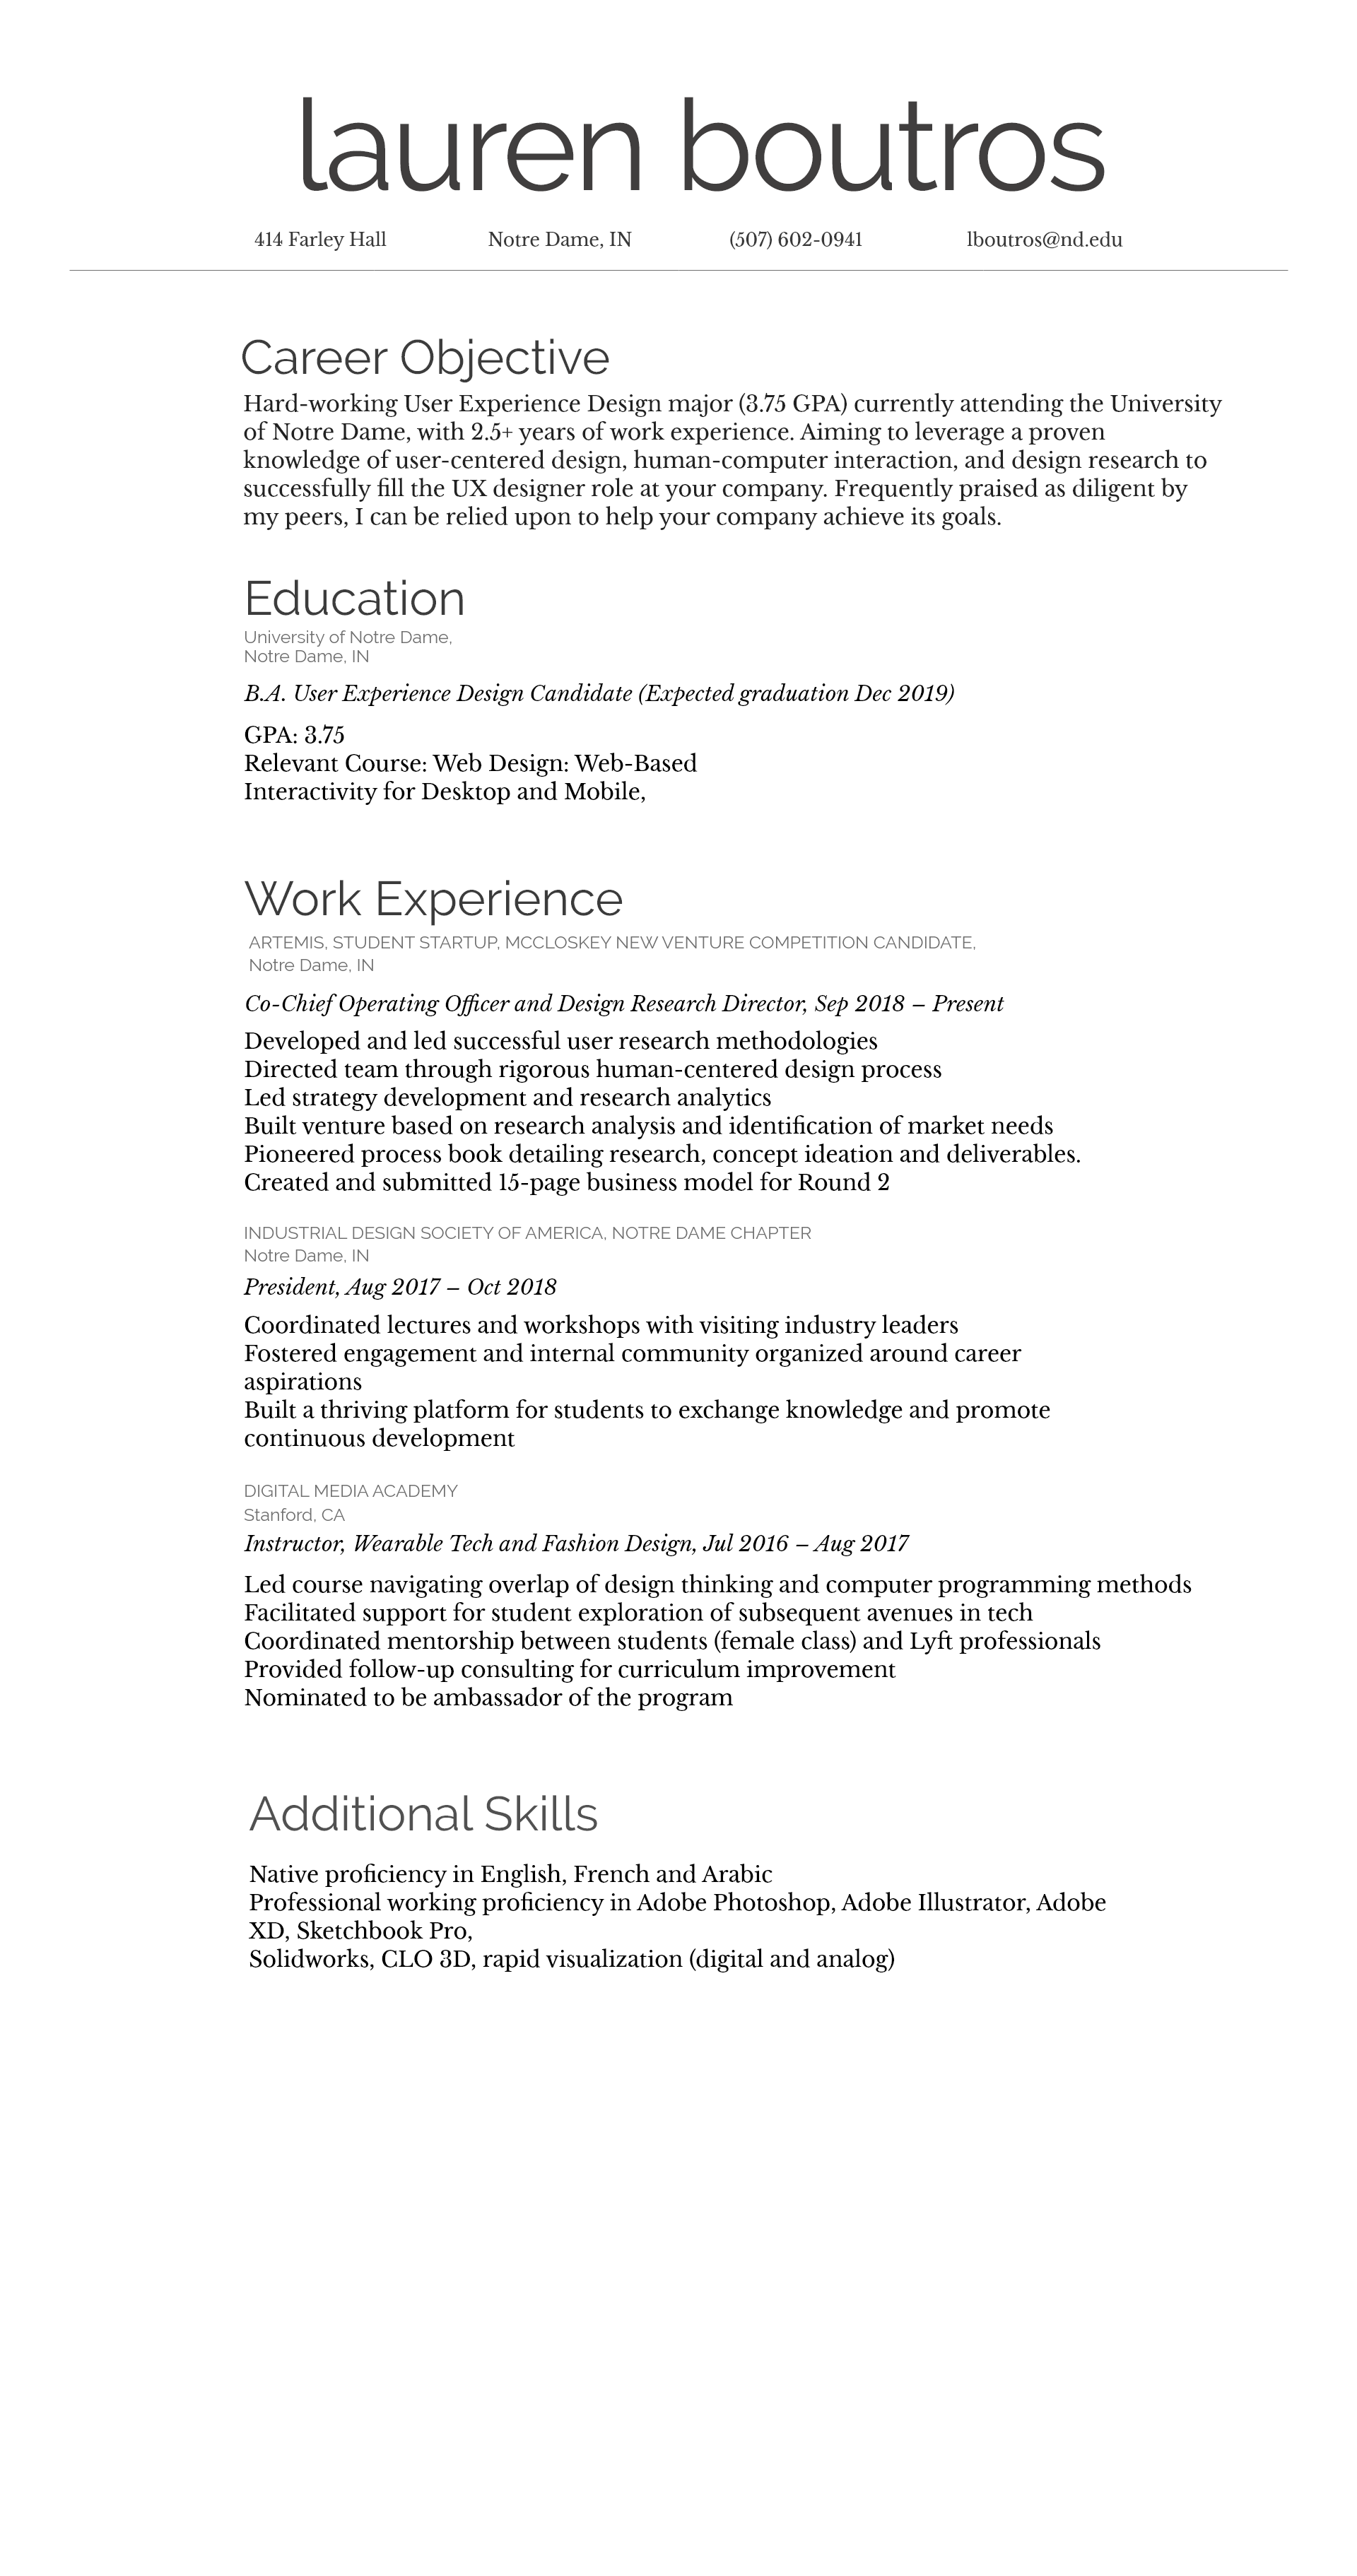 lauren boutros
414 Farley Hall Notre Dame, IN (507) 602-0941 lboutros@nd.edu
Career Objective
Hard-working User Experience Design major (3.75 GPA) currently attending the University
of Notre Dame, with 2.5+ years of work experience. Aiming to leverage a proven
knowledge of user-centered design, human-computer interaction, and design research to
successfully fill the UX designer role at your company. Frequently praised as diligent by
my peers, I can be relied upon to help your company achieve its goals.
Education
University of Notre Dame,
Notre Dame, IN
B.A. User Experience Design Candidate (Expected graduation Dec 2019)
GPA: 3.75
Relevant Course: Web Design: Web-Based
Interactivity for Desktop and Mobile,
Work Experience
ARTEMIS, STUDENT STARTUP, MCCLOSKEY NEW VENTURE COMPETITION CANDIDATE,
Notre Dame, IN
Co-Chief Operating Officer and Design Research Director, Sep 2018 – Present
Developed and led successful user research methodologies
Directed team through rigorous human-centered design process
Led strategy development and research analytics
Built venture based on research analysis and identification of market needs
Pioneered process book detailing research, concept ideation and deliverables.
Created and submitted 15-page business model for Round 2
INDUSTRIAL DESIGN SOCIETY OF AMERICA, NOTRE DAME CHAPTER
Notre Dame, IN
President, Aug 2017 – Oct 2018
Coordinated lectures and workshops with visiting industry leaders
Fostered engagement and internal community organized around career
aspirations
Built a thriving platform for students to exchange knowledge and promote
continuous development
DIGITAL MEDIA ACADEMY
Stanford, CA
Instructor, Wearable Tech and Fashion Design, Jul 2016 – Aug 2017
Led course navigating overlap of design thinking and computer programming methods
Facilitated support for student exploration of subsequent avenues in tech
Coordinated mentorship between students (female class) and Lyft professionals
Provided follow-up consulting for curriculum improvement
Nominated to be ambassador of the program
Additional Skills
Native proficiency in English, French and Arabic
Professional working proficiency in Adobe Photoshop, Adobe Illustrator, Adobe
XD, Sketchbook Pro,
Solidworks, CLO 3D, rapid visualization (digital and analog)